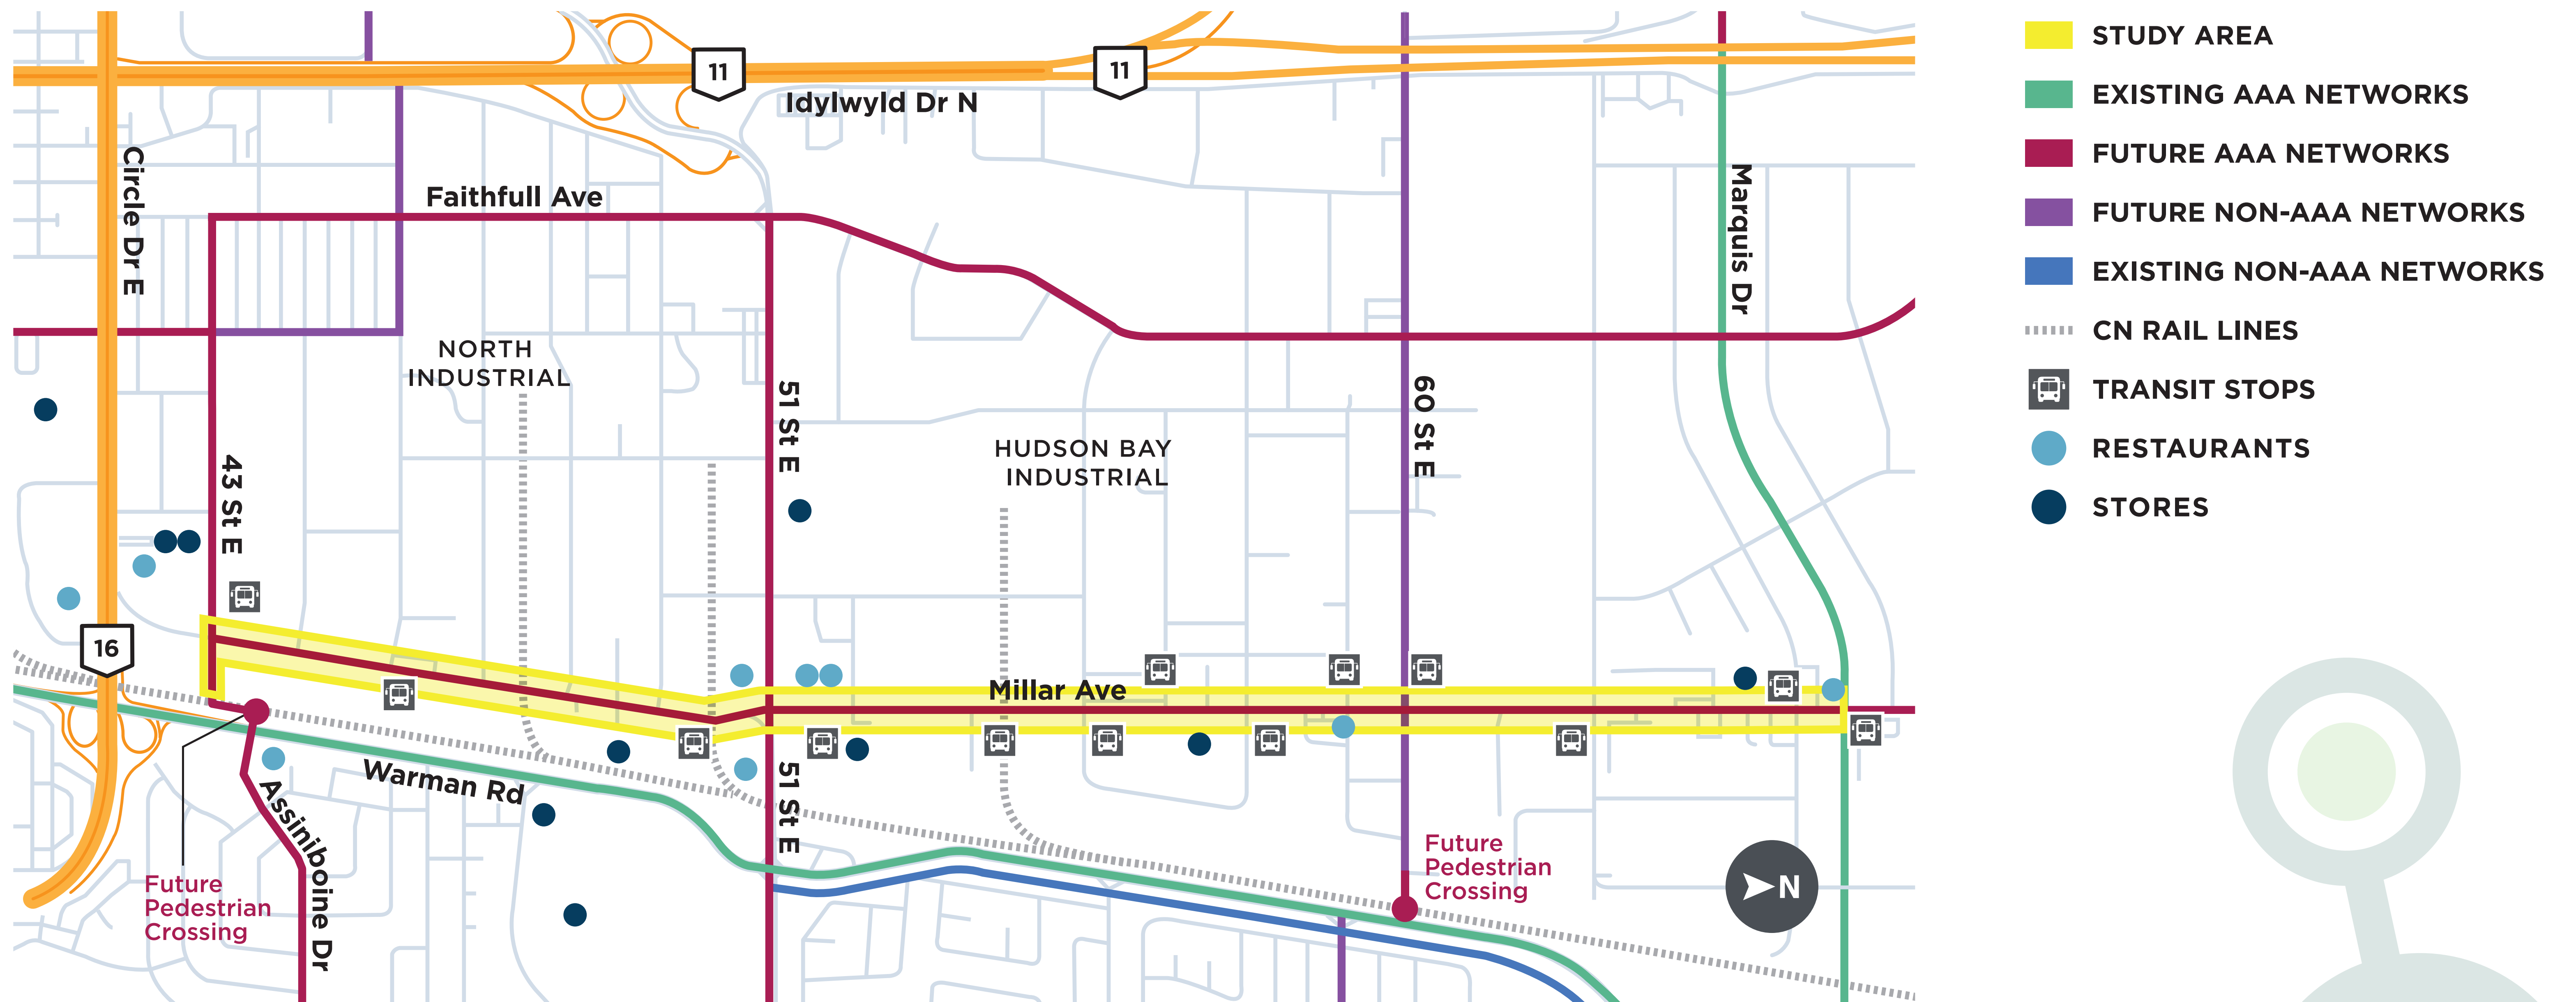 11
11
Idylwyld Dr N
Circle Dr E
Faithfull Ave
Marquis Dr
NORTH
INDUSTRIAL
51 St E
60 St E
43 St E
HUDSON BAY
INDUSTRIAL
16
Millar Ave
Warman Rd
51 St E
Assiniboine Dr
Future
Pedestrian
Crossing
Future
Pedestrian
Crossing
N
STUDY AREA
EXISTING AAA NETWORKS
FUTURE AAA NETWORKS
FUTURE NON-AAA NETWORKS
EXISTING NON-AAA NETWORKS
CN RAIL LINES
TRANSIT STOPS
RESTAURANTS
STORES